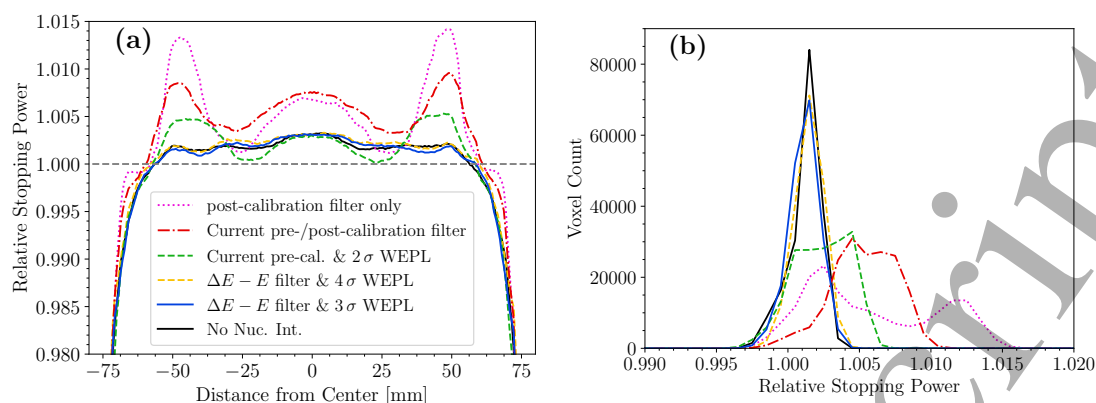 (a)
1.015
1.010
1.005
1.000
0.995
0.990
0.985
0.980
Relative Stopping Power
post-calibration filter only
Current pre-/post-calibration filter
Current pre-cal. & 2 σ WEPL
ΔE − E filter & 4 σ WEPL
ΔE − E filter & 3 σ WEPL
No Nuc. Int.
−75 −50 −25 0 25 50 75
Distance from Center [mm]
(b)
80000
60000
40000
20000
0
Voxel Count
0.990 0.995 1.000 1.005 1.010 1.015 1.020
Relative Stopping Power